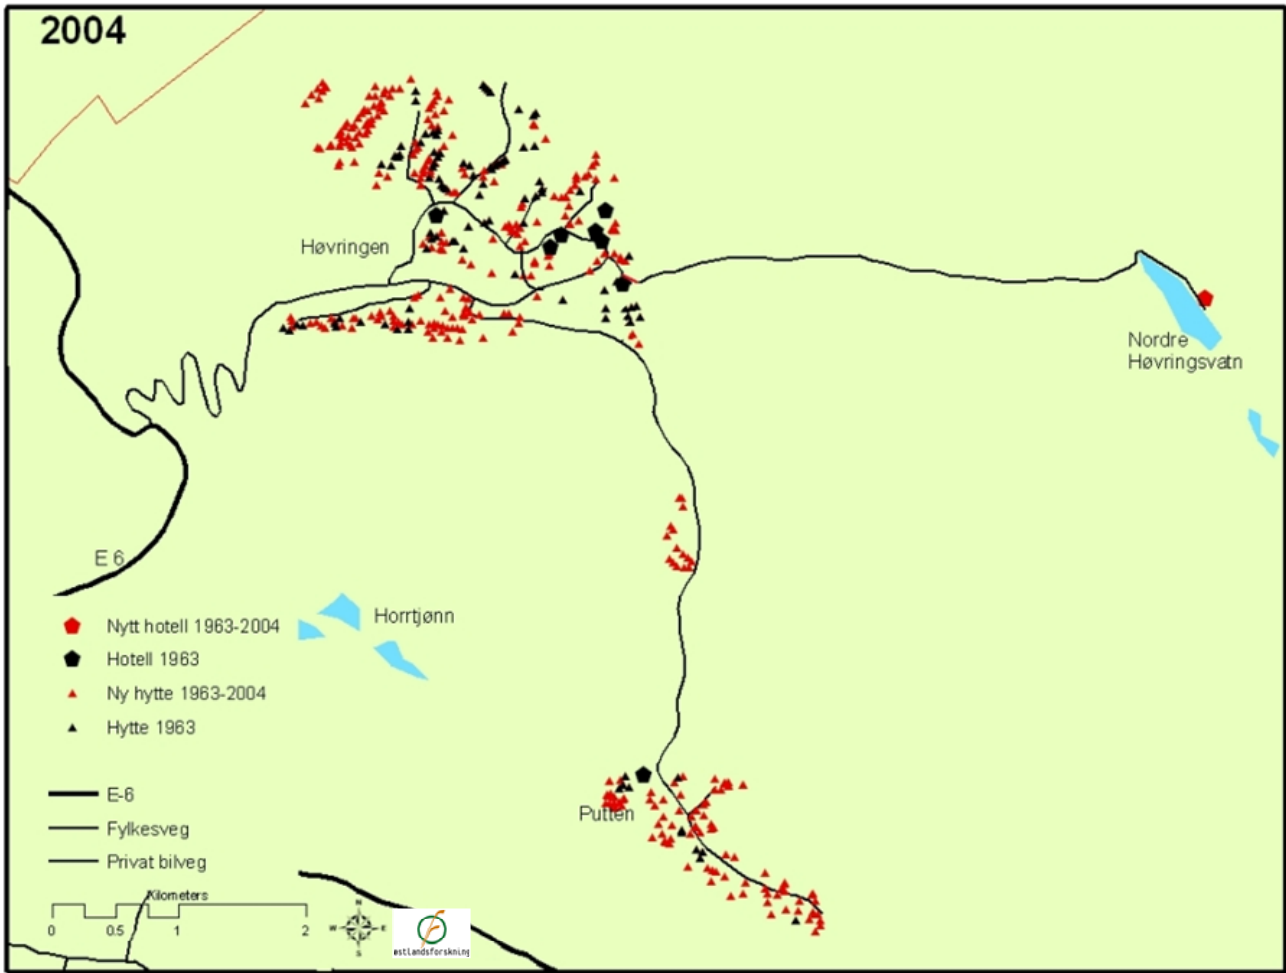 2004
Høvringen
Nordre
Høvringsvatn
E 6
Horrtjønn
Nytt hotell 1963-2004
Hotell 1963
Ny hytte 1963-2004
Hytte 1963
Putten
E-6
Fylkesveg
Privat bilveg
Kilometers
0 0.5 1 2
N
W E
S
estlandsforskning